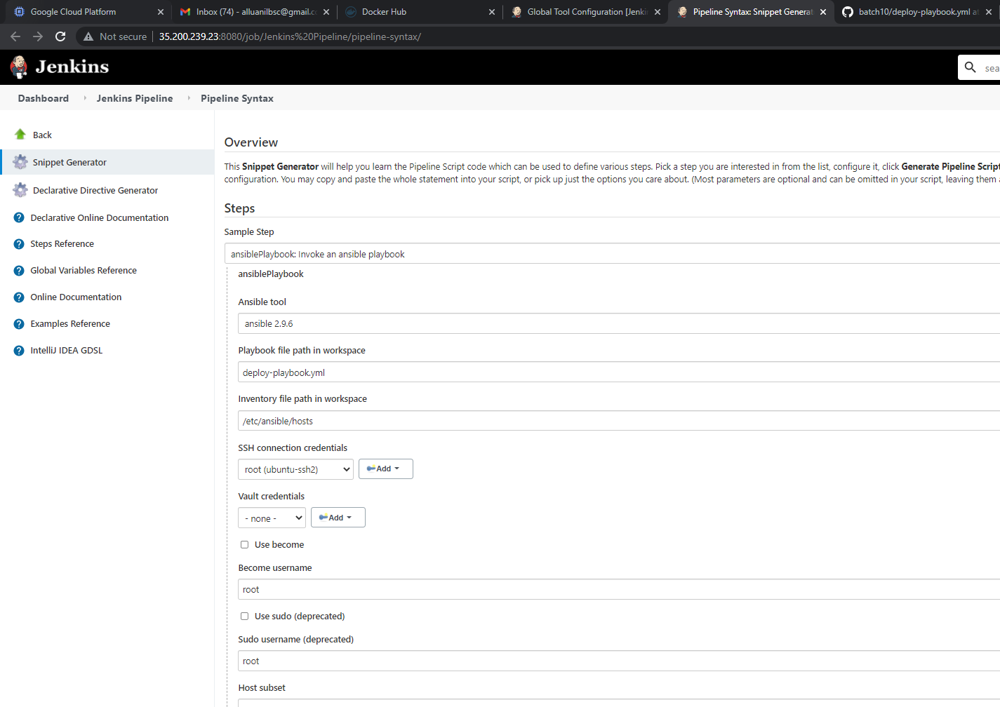 Google Cloud Platform
Inbox (74) - alluanilbsc@gmail.c
Docker Hub
Global Tool Configuration [Jenki
Pipeline Syntax: Snippet Generat
batch10/deploy-playbook.yml at
Not secure
35.200.239.23:8080/job/Jenkins%20Pipeline/pipeline-syntax/
Jenkins
sea
Dashboard
Jenkins Pipeline
Pipeline Syntax
Back
Snippet Generator
Declarative Directive Generator
Declarative Online Documentation
Steps Reference
Global Variables Reference
Online Documentation
Examples Reference
IntelliJ IDEA GDSL
Overview
This Snippet Generator will help you learn the Pipeline Script code which can be used to define various steps. Pick a step you are interested in from the list, configure it, click Generate Pipeline Script
configuration. You may copy and paste the whole statement into your script, or pick up just the options you care about. (Most parameters are optional and can be omitted in your script, leaving them
Steps
Sample Step
ansiblePlaybook: Invoke an ansible playbook
ansiblePlaybook
Ansible tool
ansible 2.9.6
Playbook file path in workspace
deploy-playbook.yml
Inventory file path in workspace
/etc/ansible/hosts
SSH connection credentials
root (ubuntu-ssh2)
Add
Vault credentials
- none -
Add
Use become
Become username
root
Use sudo (deprecated)
Sudo username (deprecated)
root
Host subset